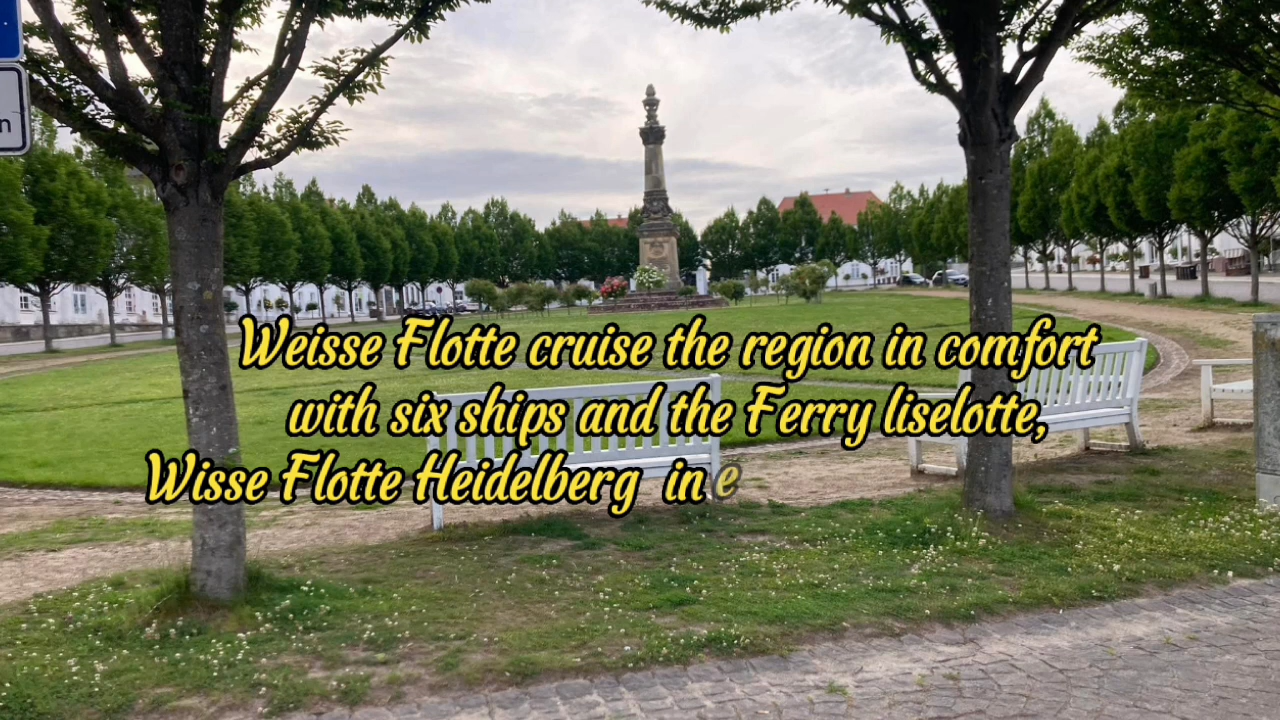 n
Weisse Flotte cruise the region in comfort
with six ships and the Ferry liselotte,
Wisse Flotte Heidelberg in e